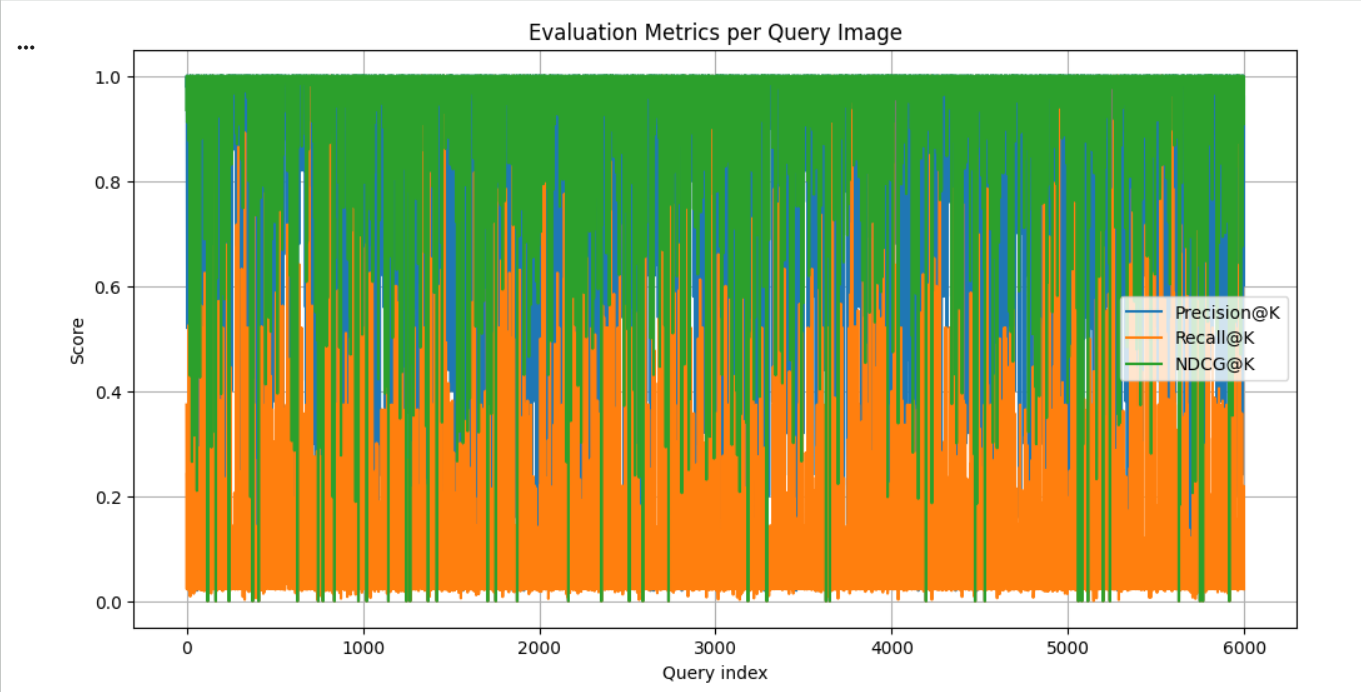 ...
Evaluation Metrics per Query Image
1.0
0.8
0.6
0.4
0.2
0.0
Score
Precision@K
Recall@K
NDCG@K
0 1000 2000 3000 4000 5000 6000
Query index